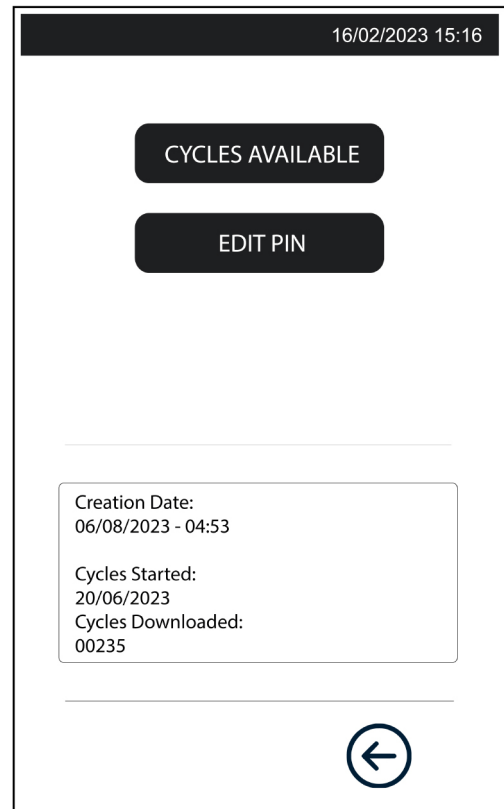 16/02/2023 15:16
CYCLES AVAILABLE
EDIT PIN
Creation Date:
06/08/2023 - 04:53
Cycles Started:
20/06/2023
Cycles Downloaded:
00235